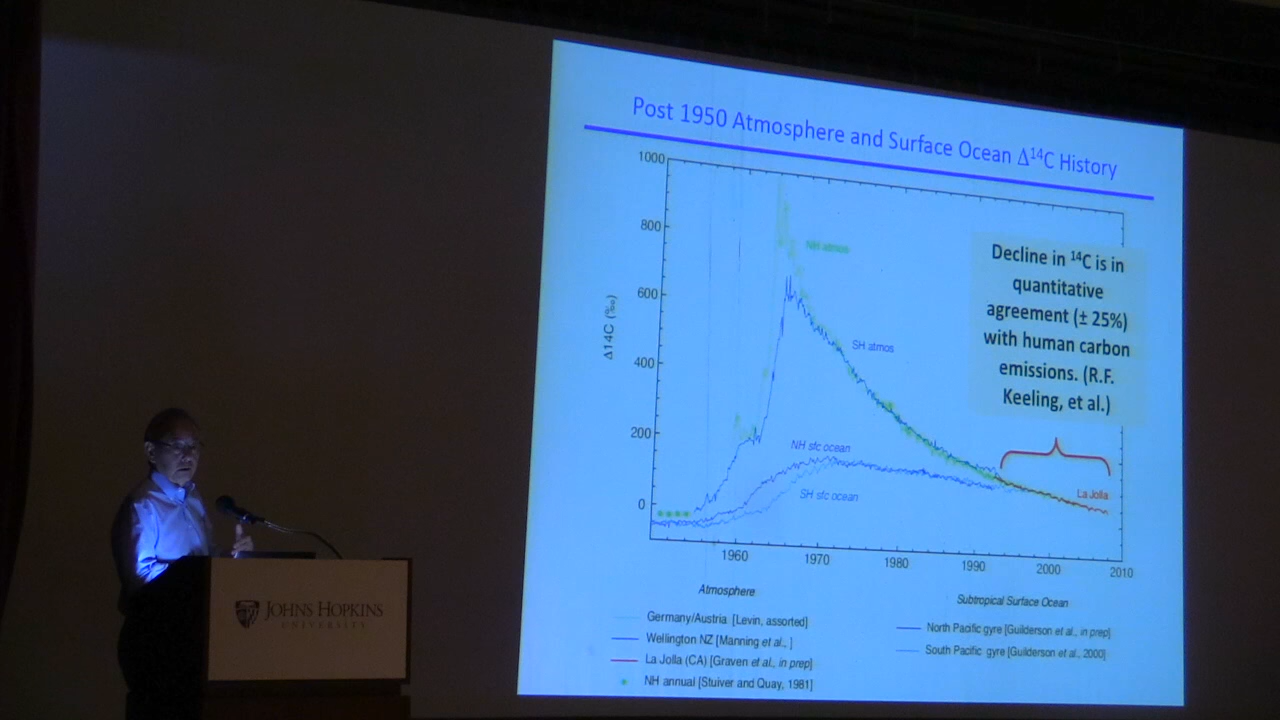 Post 1950 Atmosphere and Surface Ocean Δ¹⁴C History
1000
800
600
400
200
0
Δ14C (‰)
NH atmos
SH atmos
NH sfc ocean
SH sfc ocean
La Jolla
Decline in ¹⁴C is in
quantitative
agreement (± 25%)
with human carbon
emissions. (R.F.
Keeling, et al.)
1960
1970
1980
1990
2000
2010
Atmosphere
Germany/Austria [Levin, assorted]
Wellington NZ [Manning et al., ]
La Jolla (CA) [Graven et al., in prep]
NH annual [Stuiver and Quay, 1981]
Subtropical Surface Ocean
North Pacific gyre [Guilderson et al., in prep]
South Pacific gyre [Guilderson et al., 2000]
JOHNS HOPKINS
UNIVERSITY